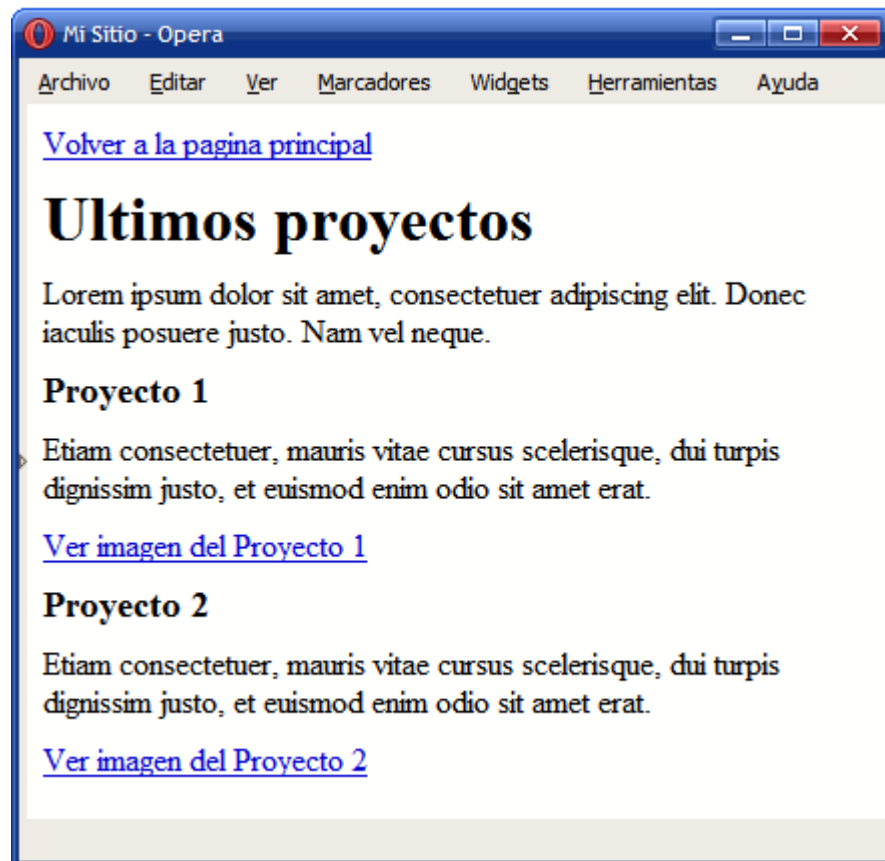 Mi Sitio - Opera
Archivo Editar Ver Marcadores Widgets Herramientas Ayuda
Volver a la pagina principal
Ultimos proyectos
Lorem ipsum dolor sit amet, consectetuer adipiscing elit. Donec
iaculis posuere justo. Nam vel neque.
Proyecto 1
Etiam consectetuer, mauris vitae cursus scelerisque, dui turpis
dignissim justo, et euismod enim odio sit amet erat.
Ver imagen del Proyecto 1
Proyecto 2
Etiam consectetuer, mauris vitae cursus scelerisque, dui turpis
dignissim justo, et euismod enim odio sit amet erat.
Ver imagen del Proyecto 2